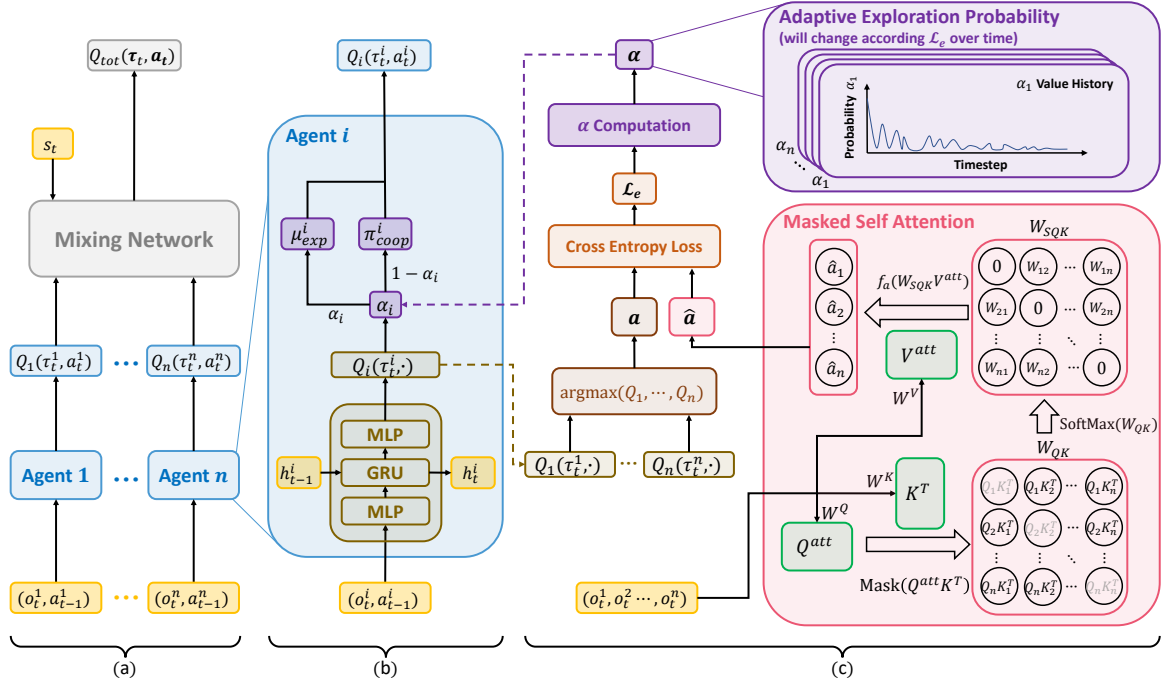 Q_tot(τ_t, a_t)
s_t
Mixing Network
Q_1(τ_t^1, a_t^1) ••• Q_n(τ_t^n, a_t^n)
Agent 1 ••• Agent n
(o_t^1, a_{t-1}^1) ••• (o_t^n, a_{t-1}^n)
(a)
Q_i(τ_t^i, a_t^i)
Agent i
μ_exp^i
π_coop^i
1 − α_i
α_i
α_i
Q_i(τ_t^i,·)
MLP
h_{t-1}^i
GRU
h_t^i
MLP
(o_t^i, a_{t-1}^i)
(b)
α
α Computation
ℒ_e
Cross Entropy Loss
a
â
argmax(Q_1, ⋯, Q_n)
Q_1(τ_t^1,·) ⋯ Q_n(τ_t^n,·)
(o_t^1, o_t^2 ⋯, o_t^n)
Adaptive Exploration Probability
(will change according ℒ_e over time)
α_1 Value History
Probability α_1
Timestep
α_n
⋯
α_1
Masked Self Attention
W_SQK
â_1
â_2
⋮
â_n
f_a(W_SQK V^att)
0 W_12 ⋯ W_1n
W_21 0 ⋯ W_2n
⋮ ⋮ ⋱ ⋮
W_n1 W_n2 ⋯ 0
V^att
W^V
SoftMax(W_QK)
W_QK
W^K
K^T
W^Q
Q^att
Mask(Q^att K^T)
Q_1K_1^T Q_1K_2^T ⋯ Q_1K_n^T
Q_2K_1^T Q_2K_2^T ⋯ Q_2K_n^T
⋮ ⋮ ⋱ ⋮
Q_nK_1^T Q_nK_2^T ⋯ Q_nK_n^T
(c)